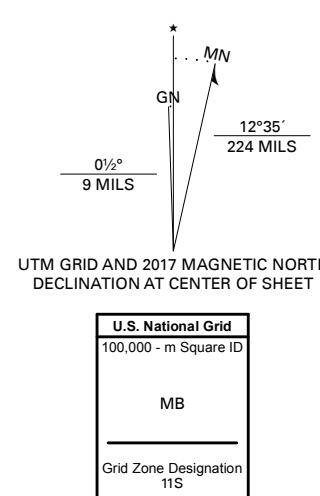 ★
MN
GN
12°35´
224 MILS
0½°
9 MILS
UTM GRID AND 2017 MAGNETIC NORTH
DECLINATION AT CENTER OF SHEET
U.S. National Grid
100,000 - m Square ID
MB
Grid Zone Designation
11S